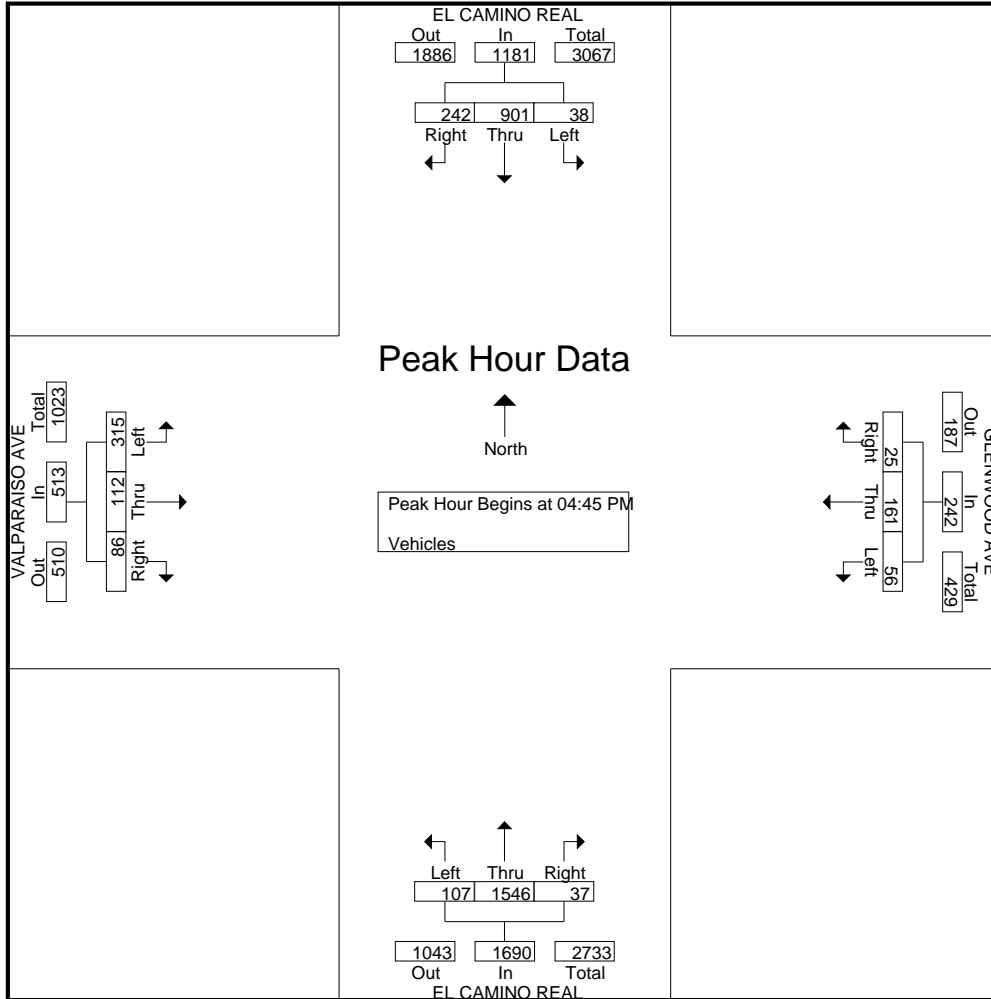 EL CAMINO REAL
Out In Total
1886 1181 3067
242 901 38
Right Thru Left
Peak Hour Data
North
Peak Hour Begins at 04:45 PM
Vehicles
VALPARAISO AVE
Out In Total
510 513 1023
Right Thru Left
86 112 315
GLENWOOD AVE
Out In Total
187 242 429
Right Thru Left
25 161 56
Left Thru Right
107 1546 37
1043 1690 2733
Out In Total
EL CAMINO REAL